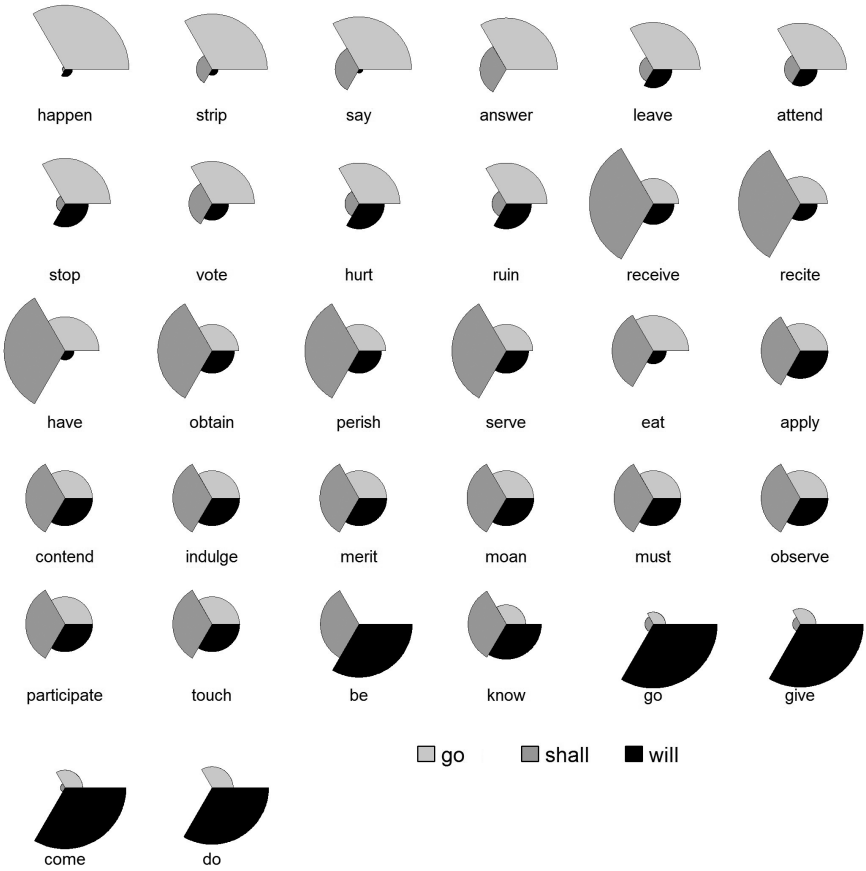 happen strip say answer leave attend
stop vote hurt ruin receive recite
have obtain perish serve eat apply
contend indulge merit moan must observe
participate touch be know go give
go shall will
come do